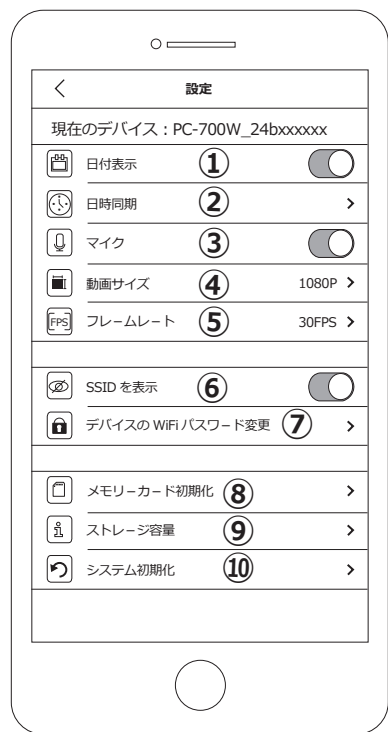 設定
現在のデバイス：PC-700W_24bxxxxxx
日付表示 ①
日時同期 ② >
マイク ③
動画サイズ ④ 1080P >
FPS フレームレート ⑤ 30FPS >
SSID を表示 ⑥
デバイスの WiFi パスワード変更 ⑦ >
メモリーカード初期化 ⑧ >
ストレージ容量 ⑨ >
システム初期化 ⑩ >